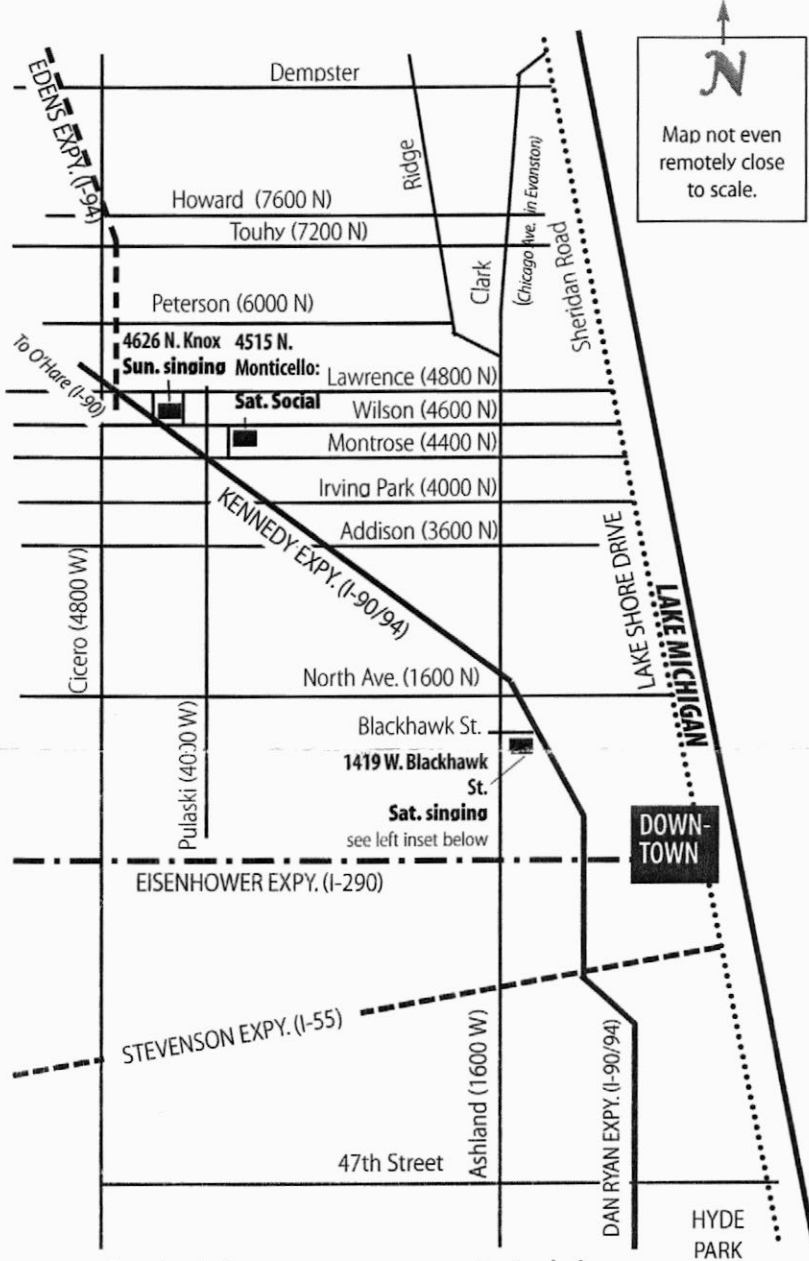 N
Map not even
remotely close
to scale.
Dempster
EDENS EXPY. (I-94)
Ridge
(Chicago Ave. in Evanston)
Howard (7600 N)
Touhy (7200 N)
Clark
Sheridan Road
Peterson (6000 N)
To O'Hare (I-90)
4626 N. Knox
Sun. singing
4515 N.
Monticello:
Sat. Social
Lawrence (4800 N)
Wilson (4600 N)
Montrose (4400 N)
Irving Park (4000 N)
KENNEDY EXPY. (I-90/94)
Addison (3600 N)
Cicero (4800 W)
LAKE SHORE DRIVE
LAKE MICHIGAN
North Ave. (1600 N)
Pulaski (4000 W)
Blackhawk St.
1419 W. Blackhawk
St.
Sat. singing
see left inset below
DOWN-
TOWN
EISENHOWER EXPY. (I-290)
STEVENSON EXPY. (I-55)
Ashland (1600 W)
DAN RYAN EXPY. (I-90/94)
47th Street
HYDE
PARK